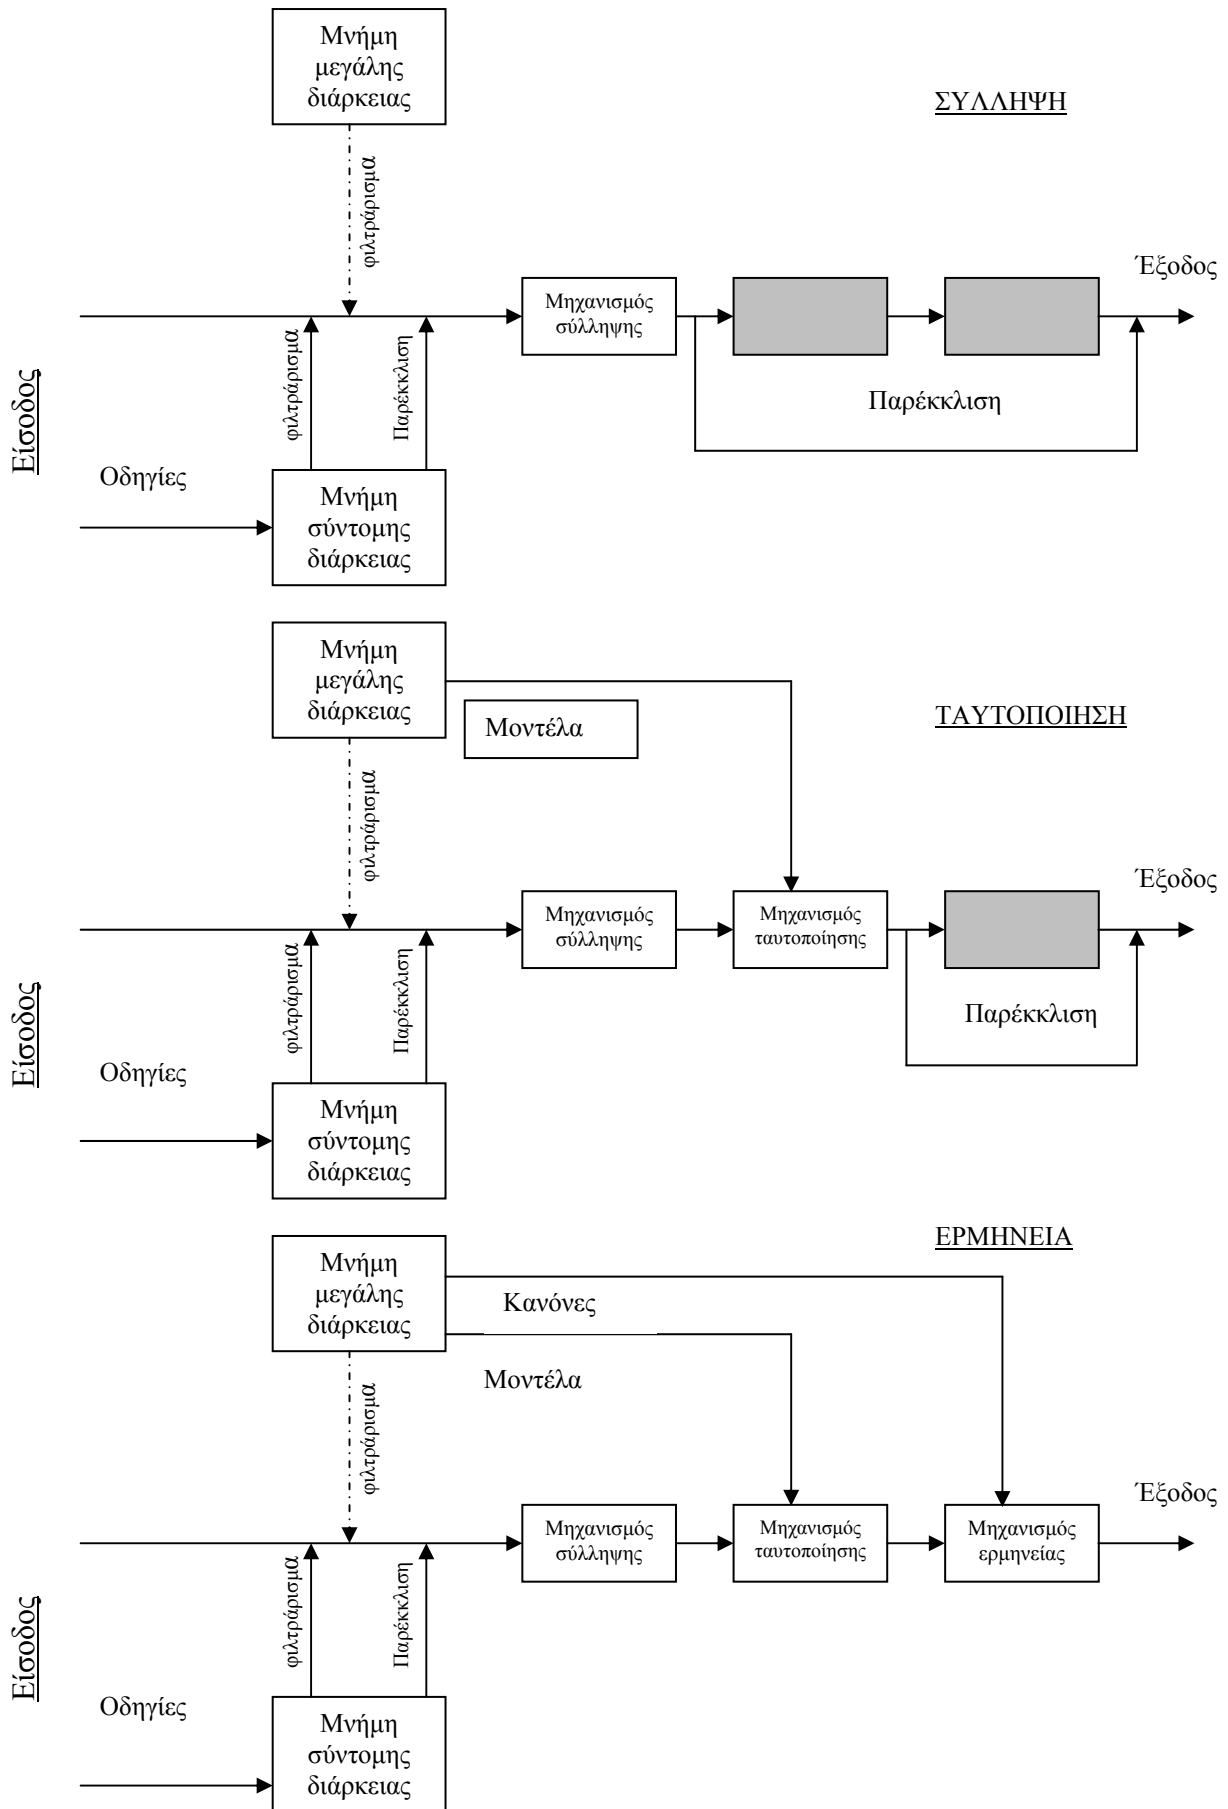 Μνήμη
μεγάλης
διάρκειας
ΣΥΛΛΗΨΗ
φιλτράρισμα
Έξοδος
Μηχανισμός
σύλληψης
φιλτράρισμα
Παρέκκλιση
Παρέκκλιση
Είσοδος
Οδηγίες
Μνήμη
σύντομης
διάρκειας
Μνήμη
μεγάλης
διάρκειας
Μοντέλα
ΤΑΥΤΟΠΟΙΗΣΗ
φιλτράρισμα
Έξοδος
Μηχανισμός
σύλληψης
Μηχανισμός
ταυτοποίησης
φιλτράρισμα
Παρέκκλιση
Παρέκκλιση
Είσοδος
Οδηγίες
Μνήμη
σύντομης
διάρκειας
ΕΡΜΗΝΕΙΑ
Μνήμη
μεγάλης
διάρκειας
Κανόνες
Μοντέλα
φιλτράρισμα
Έξοδος
Μηχανισμός
σύλληψης
Μηχανισμός
ταυτοποίησης
Μηχανισμός
ερμηνείας
φιλτράρισμα
Παρέκκλιση
Είσοδος
Οδηγίες
Μνήμη
σύντομης
διάρκειας